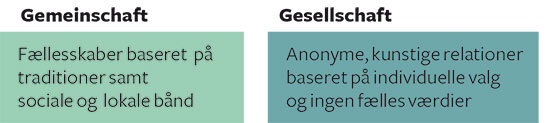 Gemeinschaft
Fællesskaber baseret på
traditioner samt
sociale og lokale bånd
Gesellschaft
Anonyme, kunstige relationer
baseret på individuelle valg
og ingen fælles værdier